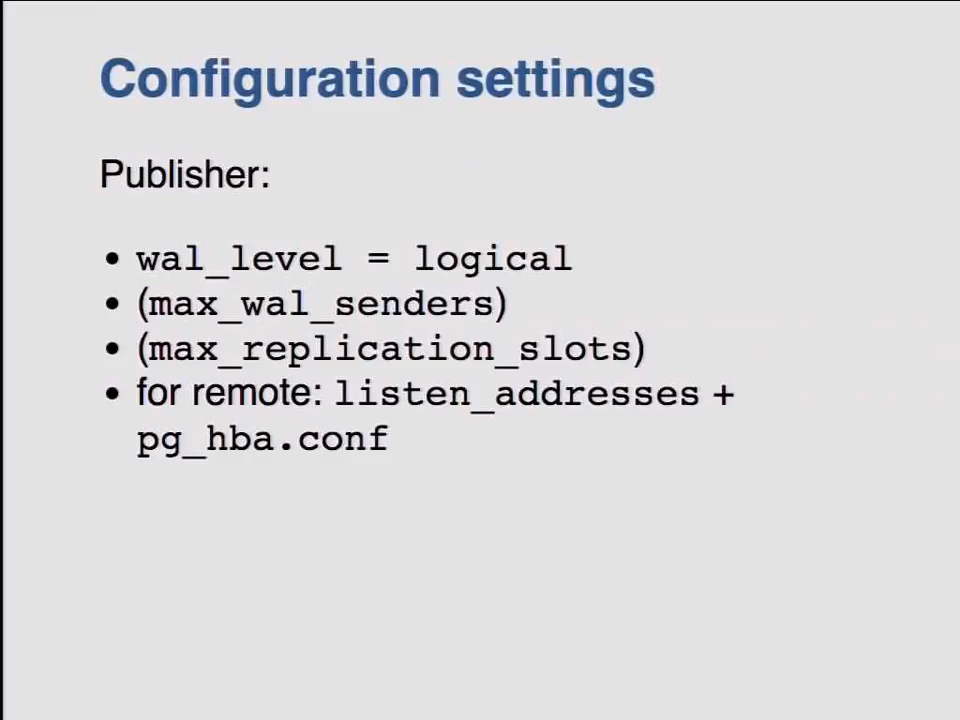 Configuration settings
Publisher:
• wal_level = logical
• (max_wal_senders)
• (max_replication_slots)
• for remote: listen_addresses +
pg_hba.conf